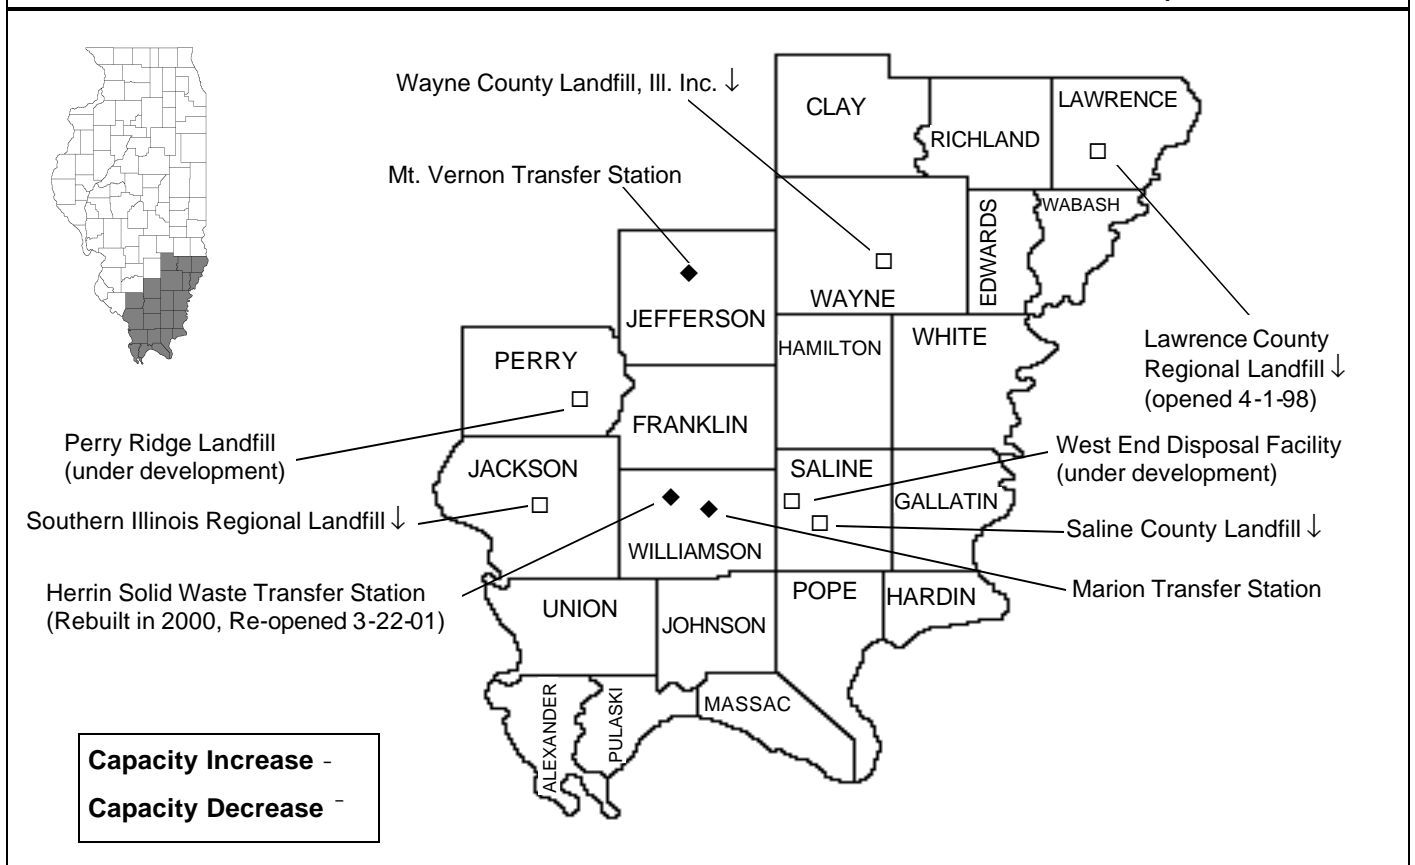 Wayne County Landfill, Ill. Inc. ↓
Mt. Vernon Transfer Station
CLAY
RICHLAND
LAWRENCE
WABASH
EDWARDS
WAYNE
JEFFERSON
HAMILTON
WHITE
PERRY
FRANKLIN
Lawrence County
Regional Landfill ↓
(opened 4-1-98)
Perry Ridge Landfill
(under development)
West End Disposal Facility
(under development)
JACKSON
SALINE
GALLATIN
Southern Illinois Regional Landfill ↓
Saline County Landfill ↓
WILLIAMSON
Herrin Solid Waste Transfer Station
(Rebuilt in 2000, Re-opened 3-22-01)
Marion Transfer Station
UNION
JOHNSON
POPE
HARDIN
ALEXANDER
PULASKI
MASSAC
Capacity Increase -
Capacity Decrease ¯